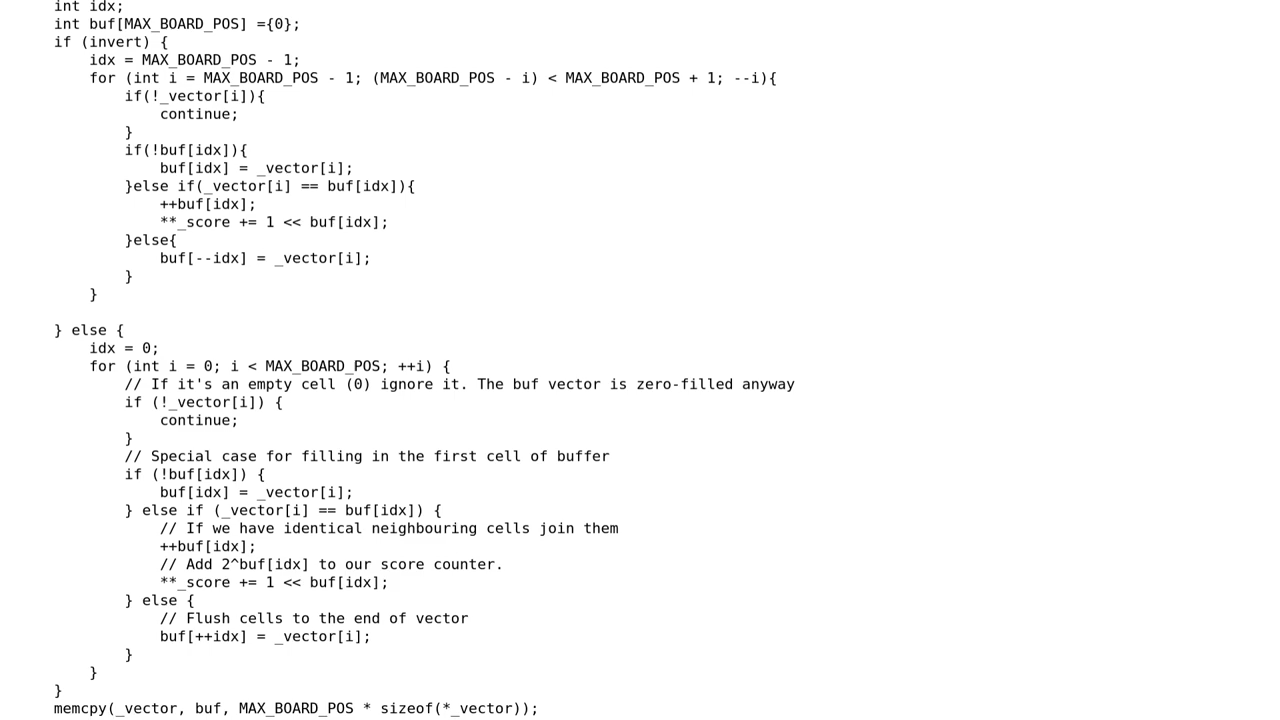 int idx;
int buf[MAX_BOARD_POS] ={0};
if (invert) {
    idx = MAX_BOARD_POS - 1;
    for (int i = MAX_BOARD_POS - 1; (MAX_BOARD_POS - i) < MAX_BOARD_POS + 1; --i){
        if(!_vector[i]){
            continue;
        }
        if(!buf[idx]){
            buf[idx] = _vector[i];
        }else if(_vector[i] == buf[idx]){
            ++buf[idx];
            **_score += 1 << buf[idx];
        }else{
            buf[--idx] = _vector[i];
        }
    }
} else {
    idx = 0;
    for (int i = 0; i < MAX_BOARD_POS; ++i) {
        // If it's an empty cell (0) ignore it. The buf vector is zero-filled anyway
        if (!_vector[i]) {
            continue;
        }
        // Special case for filling in the first cell of buffer
        if (!buf[idx]) {
            buf[idx] = _vector[i];
        } else if (_vector[i] == buf[idx]) {
            // If we have identical neighbouring cells join them
            ++buf[idx];
            // Add 2^buf[idx] to our score counter.
            **_score += 1 << buf[idx];
        } else {
            // Flush cells to the end of vector
            buf[++idx] = _vector[i];
        }
    }
}
memcpy(_vector, buf, MAX_BOARD_POS * sizeof(*_vector));